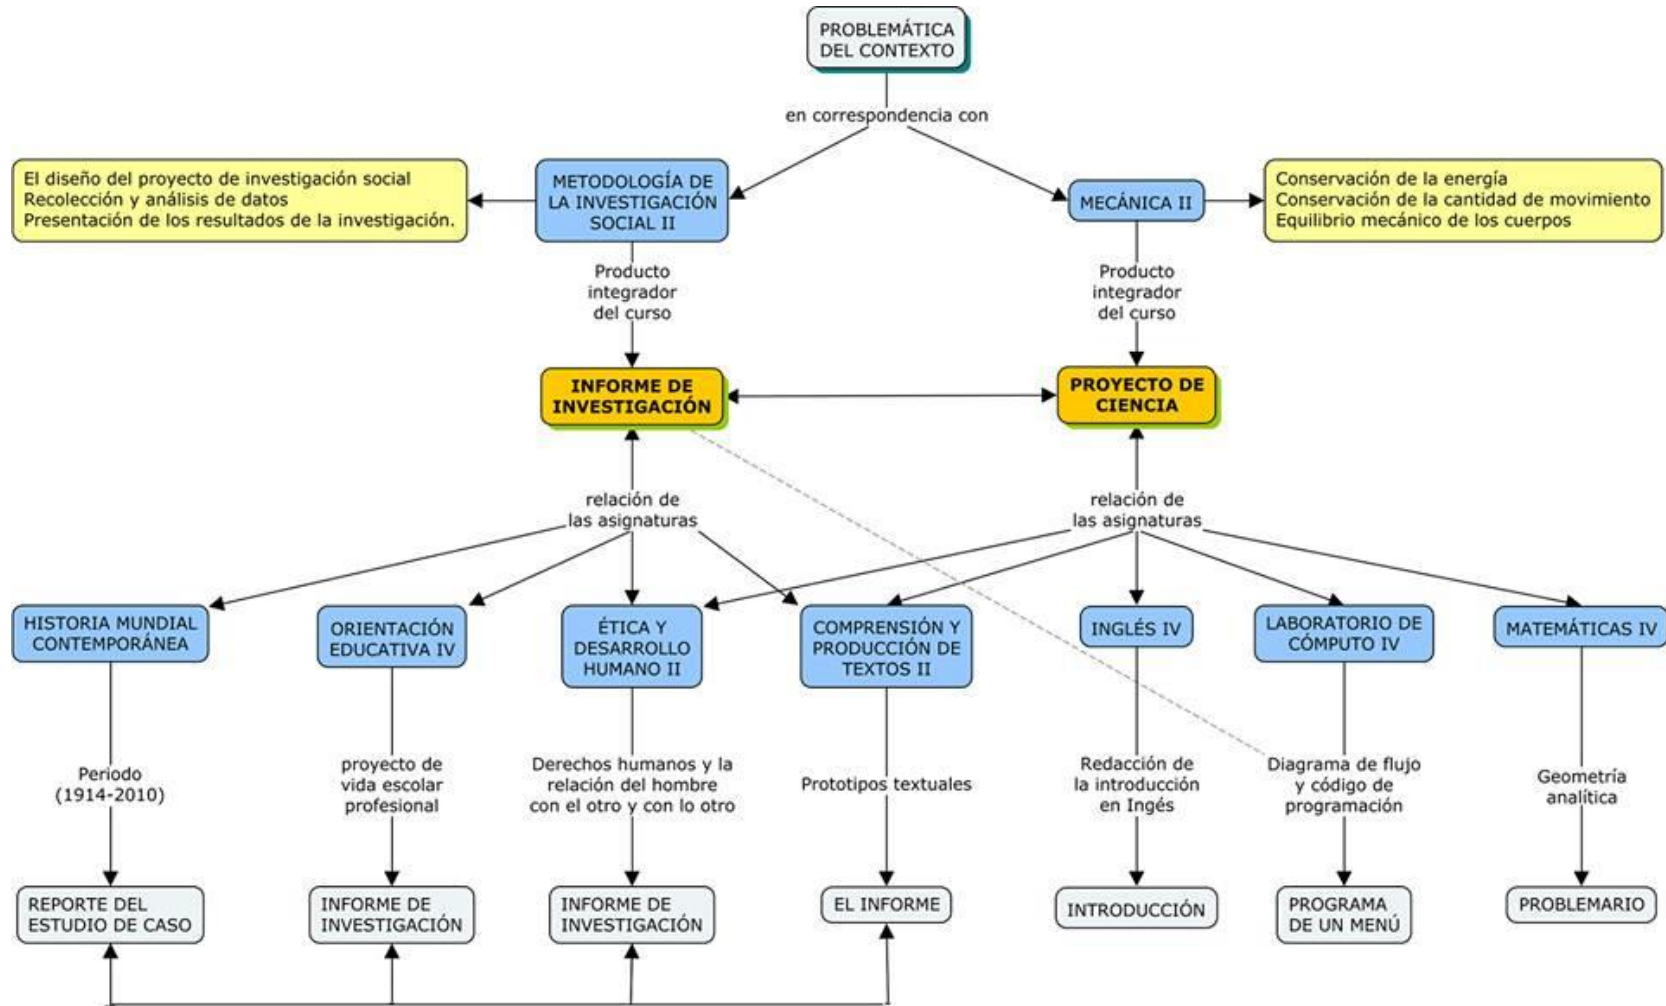 PROBLEMÁTICA
DEL CONTEXTO
en correspondencia con
El diseño del proyecto de investigación social
Recolección y análisis de datos
Presentación de los resultados de la investigación.
METODOLOGÍA DE
LA INVESTIGACIÓN
SOCIAL II
MECÁNICA II
Conservación de la energía
Conservación de la cantidad de movimiento
Equilibrio mecánico de los cuerpos
Producto
integrador
del curso
Producto
integrador
del curso
INFORME DE
INVESTIGACIÓN
PROYECTO DE
CIENCIA
relación de
las asignaturas
relación de
las asignaturas
HISTORIA MUNDIAL
CONTEMPORÁNEA
ORIENTACIÓN
EDUCATIVA IV
ÉTICA Y
DESARROLLO
HUMANO II
COMPRENSIÓN Y
PRODUCCIÓN DE
TEXTOS II
INGLÉS IV
LABORATORIO DE
CÓMPUTO IV
MATEMÁTICAS IV
Periodo
(1914-2010)
proyecto de
vida escolar
profesional
Derechos humanos y la
relación del hombre
con el otro y con lo otro
Prototipos textuales
Redacción de
la introducción
en Ingés
Diagrama de flujo
y código de
programación
Geometría
analítica
REPORTE DEL
ESTUDIO DE CASO
INFORME DE
INVESTIGACIÓN
INFORME DE
INVESTIGACIÓN
EL INFORME
INTRODUCCIÓN
PROGRAMA
DE UN MENÚ
PROBLEMARIO